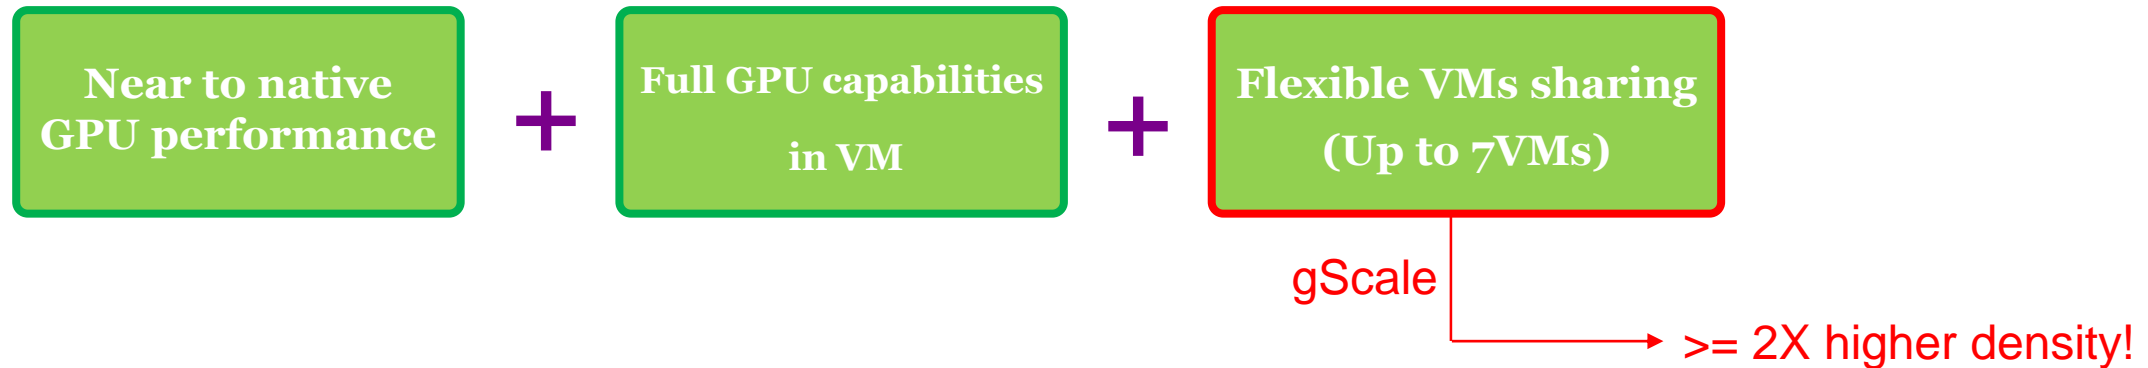 Near to native
GPU performance
+
Full GPU capabilities
in VM
+
Flexible VMs sharing
(Up to 7VMs)
gScale
>= 2X higher density!